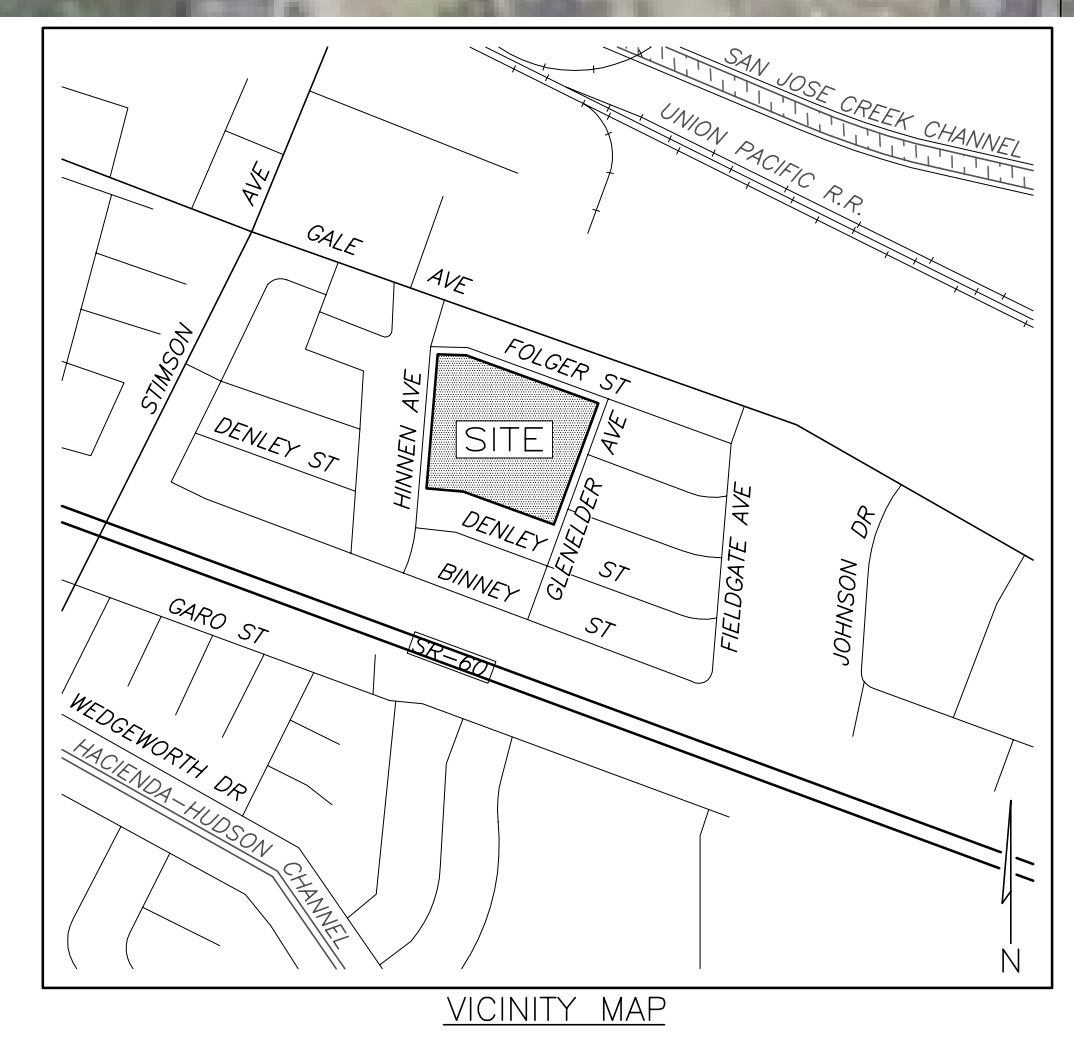 SAN JOSE CREEK CHANNEL
UNION PACIFIC R.R.
AVE
GALE
AVE
STIMSON
FOLGER ST
HINNEN AVE
SITE
AVE
DENLEY ST
GLENELDER
DENLEY
ST
FIELDGATE AVE
JOHNSON DR
BINNEY
ST
GARO ST
SR-60
WEDGEWORTH DR
HACIENDA-HUDSON CHANNEL
N
VICINITY MAP